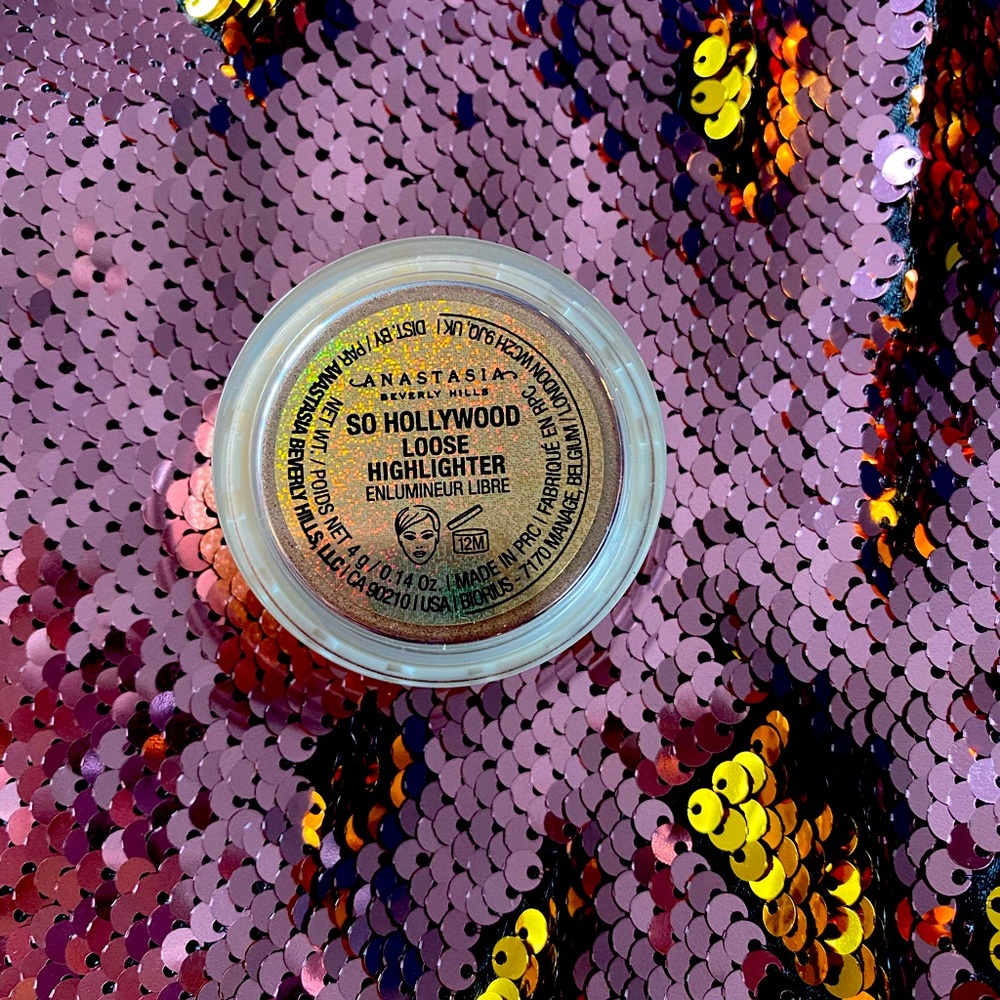 ANASTASIA
BEVERLY HILLS
SO HOLLYWOOD
LOOSE
HIGHLIGHTER
ENLUMINEUR LIBRE
12M
NET WT. / POIDS NET 4 g / 0.14 Oz. | MADE IN PRC | FABRIQUE EN RPC
DIST. BY / PAR ANASTASIA BEVERLY HILLS, LLC | CA 90210 | USA | BIORIUS - 7170 MANAGE, BELGIUM | LONDON WC2H 9JQ, UK |